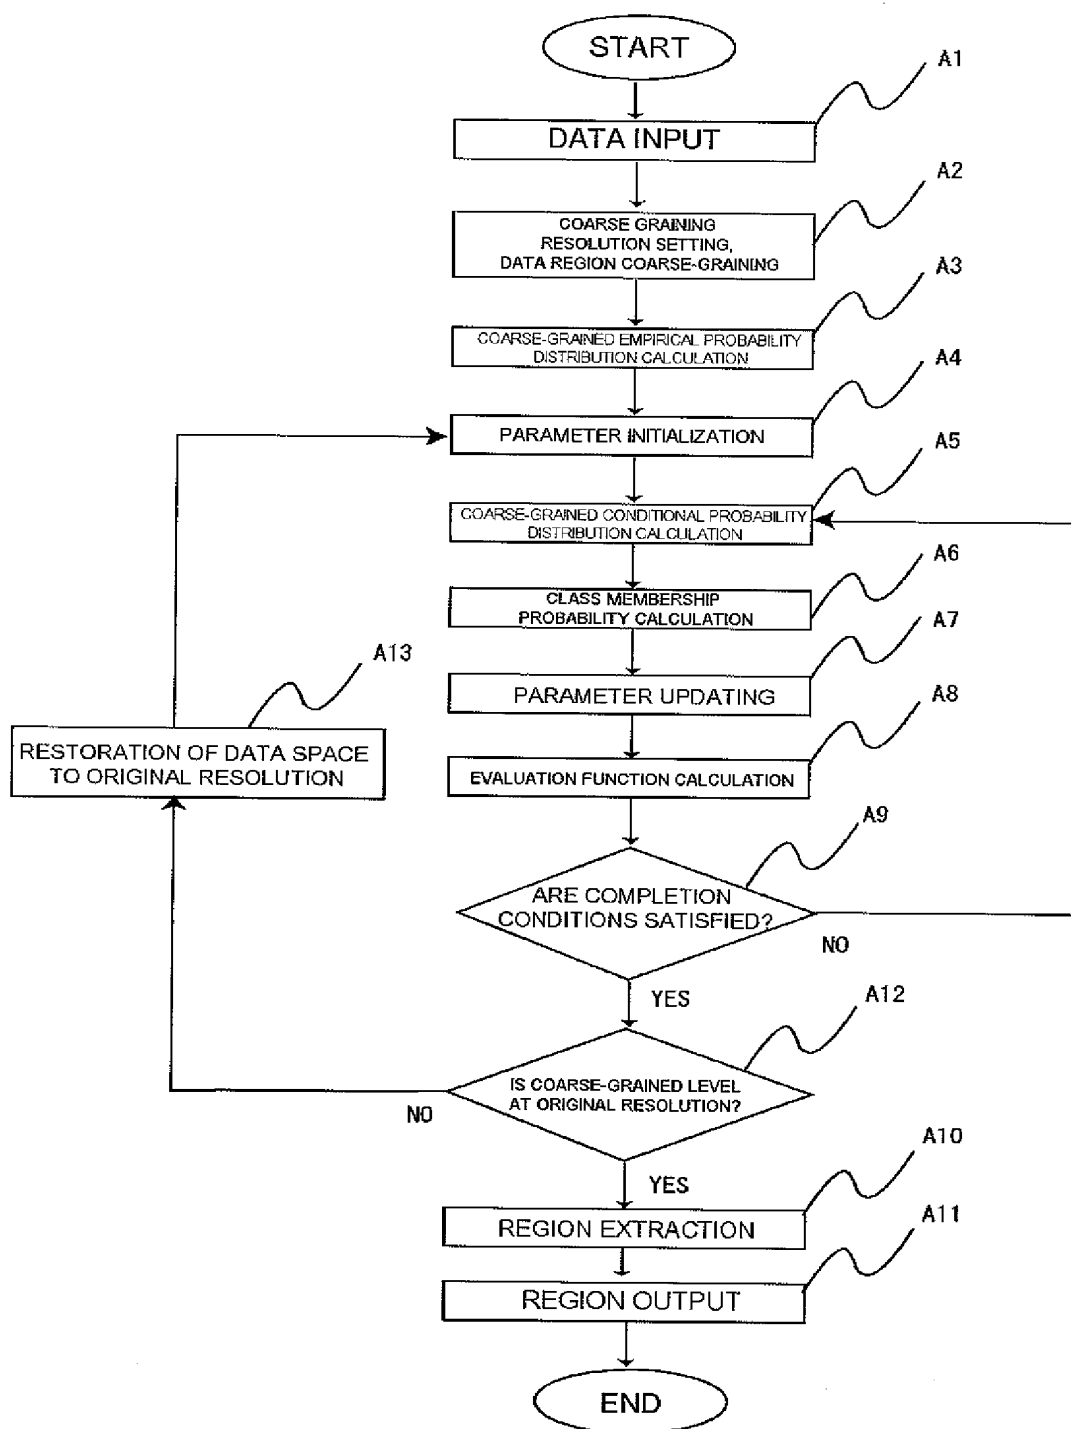 START
A1
DATA INPUT
A2
COARSE GRAINING
RESOLUTION SETTING,
DATA REGION COARSE-GRAINING
A3
COARSE-GRAINED EMPIRICAL PROBABILITY
DISTRIBUTION CALCULATION
A4
PARAMETER INITIALIZATION
A5
COARSE-GRAINED CONDITIONAL PROBABILITY
DISTRIBUTION CALCULATION
A6
CLASS MEMBERSHIP
PROBABILITY CALCULATION
A7
PARAMETER UPDATING
A13
RESTORATION OF DATA SPACE
TO ORIGINAL RESOLUTION
A8
EVALUATION FUNCTION CALCULATION
A9
ARE COMPLETION
CONDITIONS SATISFIED?
NO
YES
A12
IS COARSE-GRAINED LEVEL
AT ORIGINAL RESOLUTION?
NO
YES
A10
REGION EXTRACTION
A11
REGION OUTPUT
END